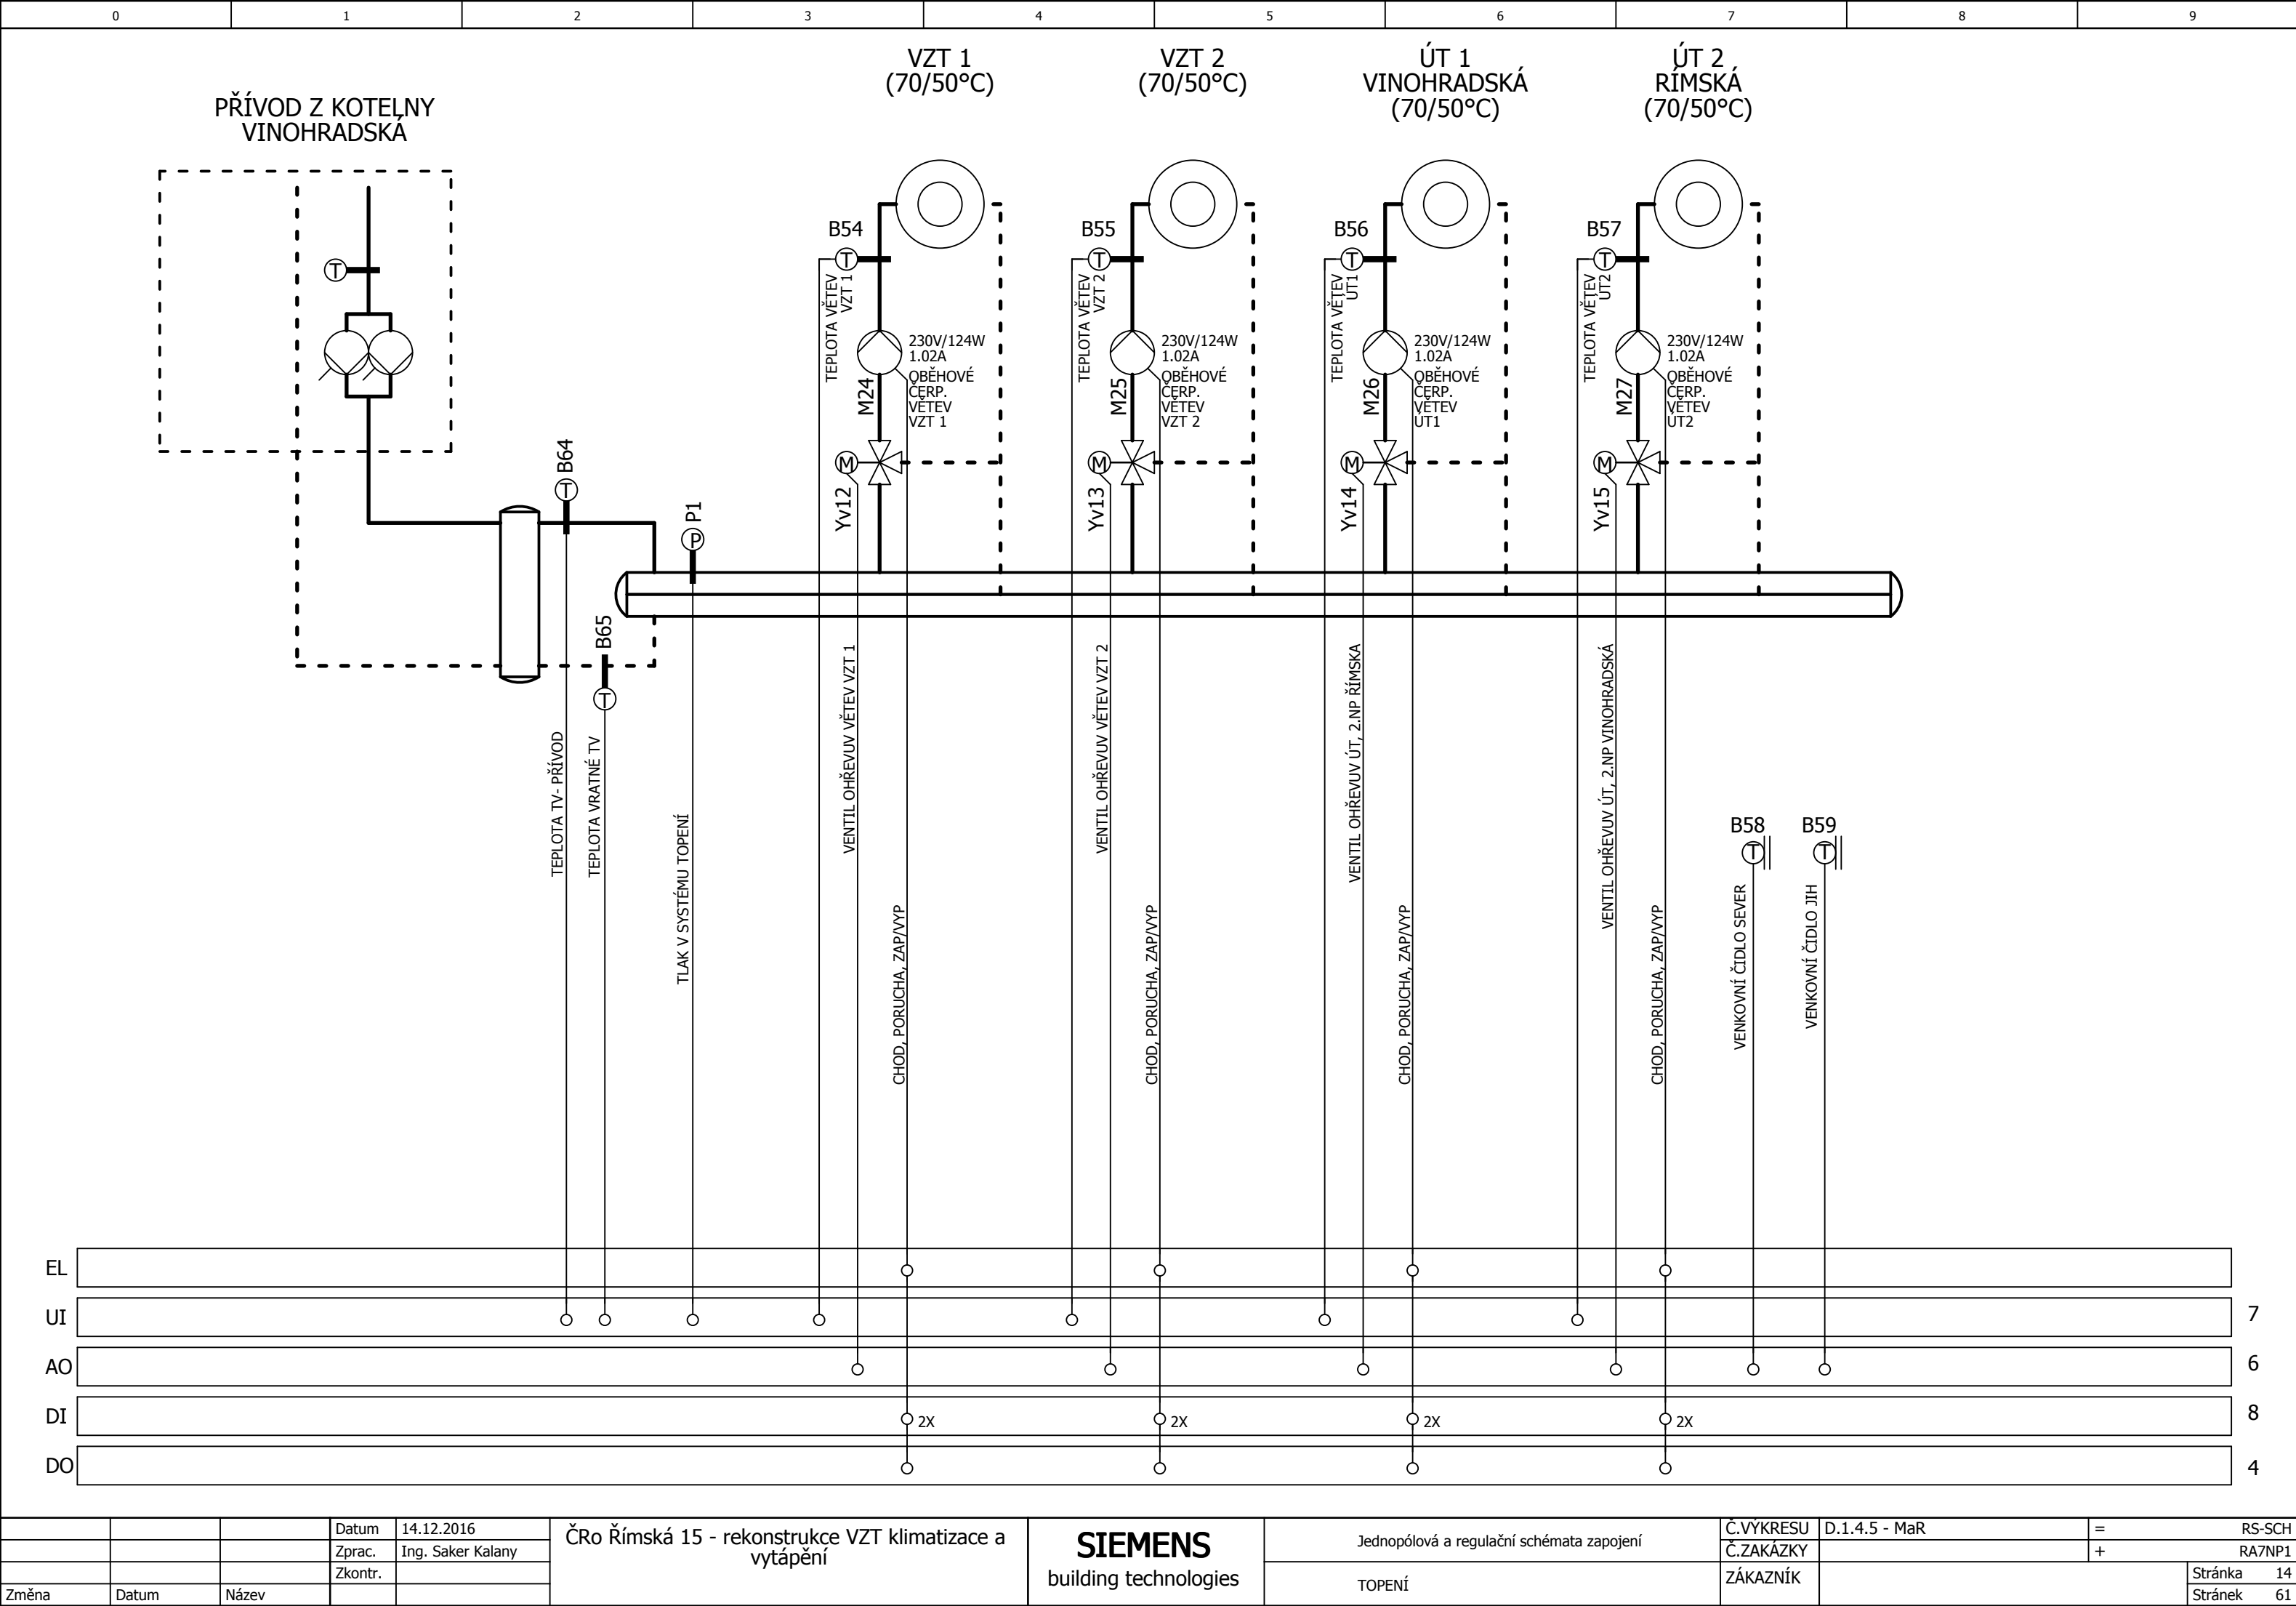 0 1 2 3 4 5 6 7 8 9
PŘÍVOD Z KOTELNY
VINOHRADSKÁ
VZT 1
(70/50°C)
VZT 2
(70/50°C)
ÚT 1
VINOHRADSKÁ
(70/50°C)
ÚT 2
RÍMSKÁ
(70/50°C)
T
B54
T
TEPLOTA VĚTEV
VZT 1
230V/124W
1.02A
OBĚHOVÉ
ČERP.
VĚTEV
VZT 1
M24
M
Yv12
B55
T
TEPLOTA VĚTEV
VZT 2
230V/124W
1.02A
OBĚHOVÉ
ČERP.
VĚTEV
VZT 2
M25
M
Yv13
B56
T
TEPLOTA VĚTEV
ÚT1
230V/124W
1.02A
OBĚHOVÉ
ČERP.
VĚTEV
ÚT1
M26
M
Yv14
B57
T
TEPLOTA VĚTEV
ÚT2
230V/124W
1.02A
OBĚHOVÉ
ČERP.
VĚTEV
ÚT2
M27
M
Yv15
B64
T
P1
P
B65
T
TEPLOTA TV- PŘÍVOD
TEPLOTA VRATNÉ TV
TLAK V SYSTÉMU TOPENÍ
VENTIL OHŘEVUV VĚTEV VZT 1
CHOD, PORUCHA, ZAP/VYP
VENTIL OHŘEVUV VĚTEV VZT 2
CHOD, PORUCHA, ZAP/VYP
VENTIL OHŘEVUV ÚT, 2.NP ŘÍMSKA
CHOD, PORUCHA, ZAP/VYP
VENTIL OHŘEVUV ÚT, 2.NP VINOHRADSKÁ
CHOD, PORUCHA, ZAP/VYP
B58
T
VENKOVNÍ ČIDLO SEVER
B59
T
VENKOVNÍ ČIDLO JIH
EL
UI 7
AO 6
DI 2X 2X 2X 2X 8
DO 4
Změna Datum Název
Datum 14.12.2016
Zprac. Ing. Saker Kalany
Zkontr.
ČRo Římská 15 - rekonstrukce VZT klimatizace a
vytápění
SIEMENS
building technologies
Jednopólová a regulační schémata zapojení
TOPENÍ
Č.VÝKRESU D.1.4.5 - MaR
Č.ZAKÁZKY
ZÁKAZNÍK
= RS-SCH
+ RA7NP1
Stránka 14
Stránek 61